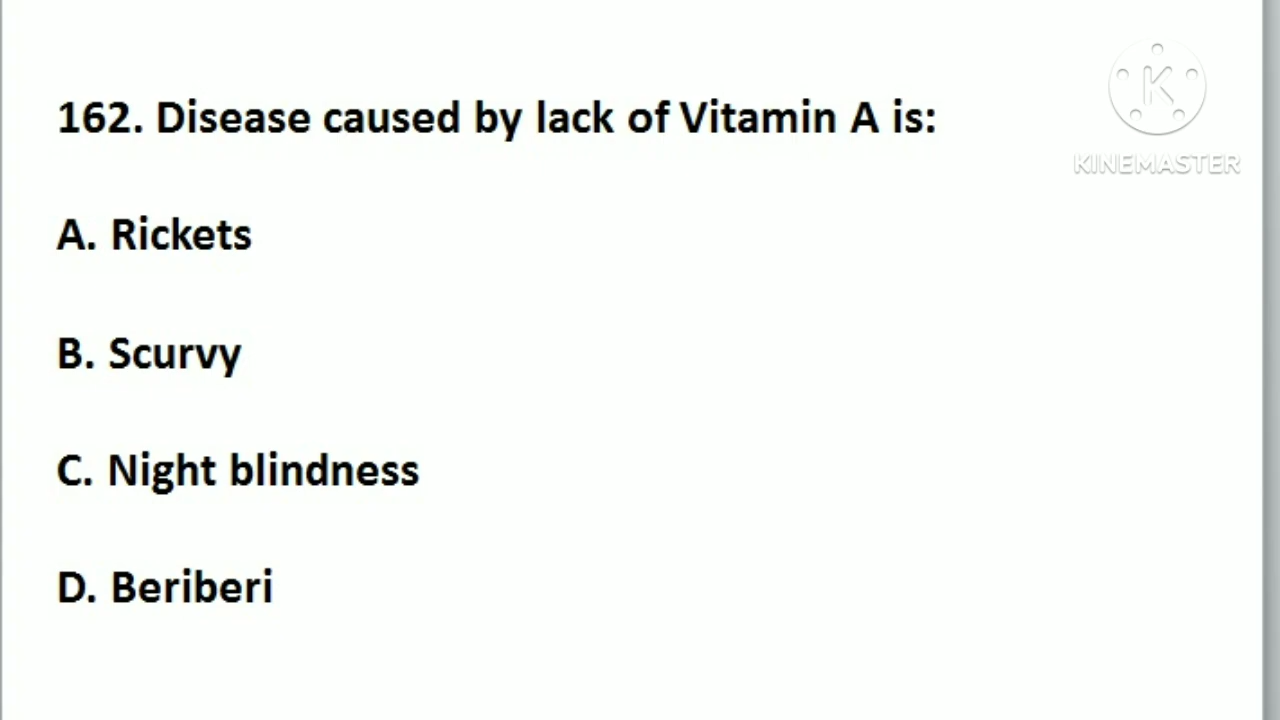 162. Disease caused by lack of Vitamin A is:
K
KINEMASTER
A. Rickets
B. Scurvy
C. Night blindness
D. Beriberi